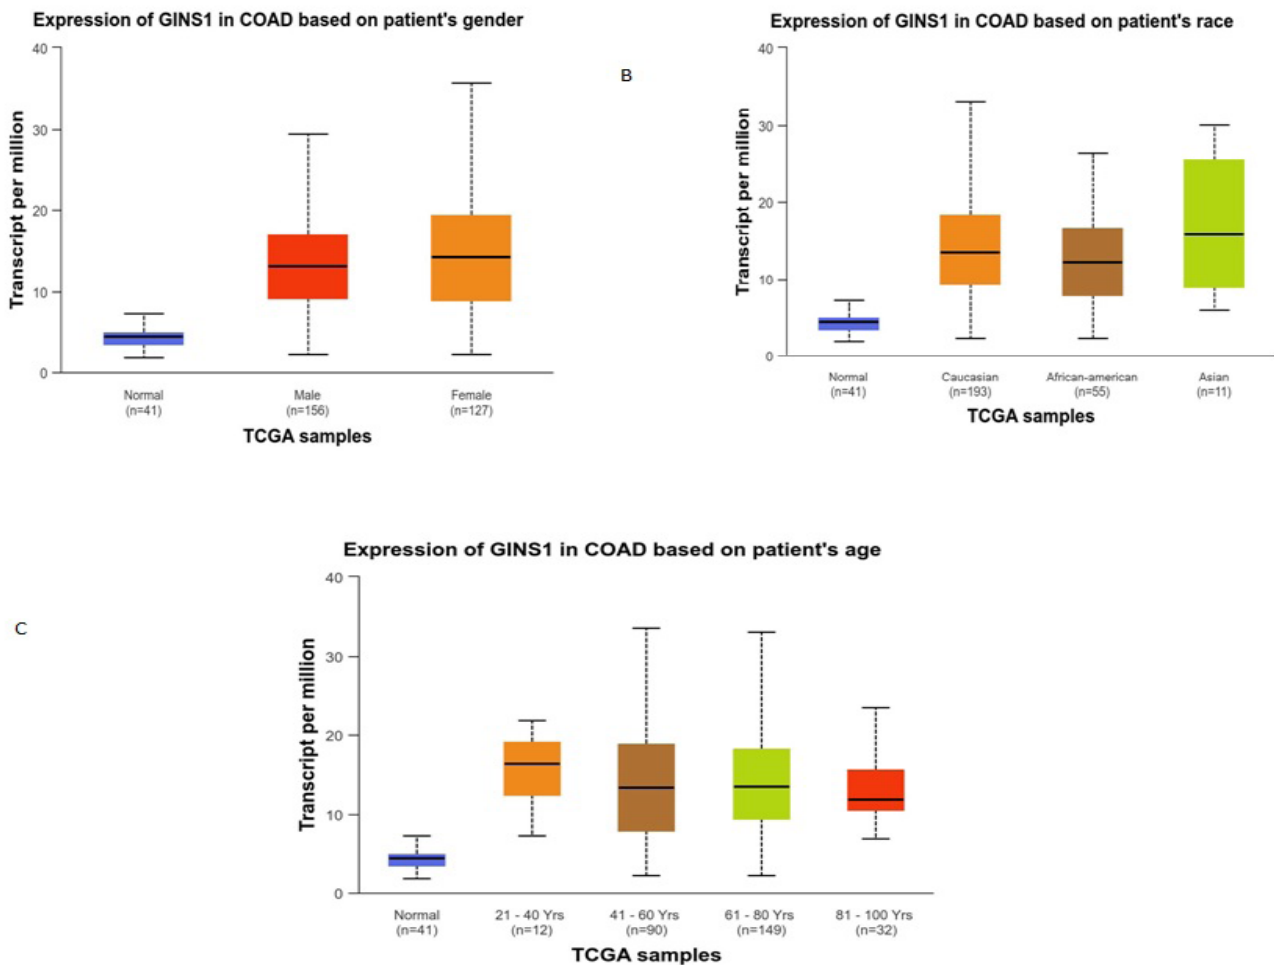 Expression of GINS1 in COAD based on patient's gender
40
30
20
10
0
Transcript per million
Normal
(n=41)
Male
(n=156)
Female
(n=127)
TCGA samples
B
Expression of GINS1 in COAD based on patient's race
40
30
20
10
0
Transcript per million
Normal
(n=41)
Caucasian
(n=193)
African-american
(n=55)
Asian
(n=11)
TCGA samples
C
Expression of GINS1 in COAD based on patient's age
40
30
20
10
0
Transcript per million
Normal
(n=41)
21 - 40 Yrs
(n=12)
41 - 60 Yrs
(n=90)
61 - 80 Yrs
(n=149)
81 - 100 Yrs
(n=32)
TCGA samples